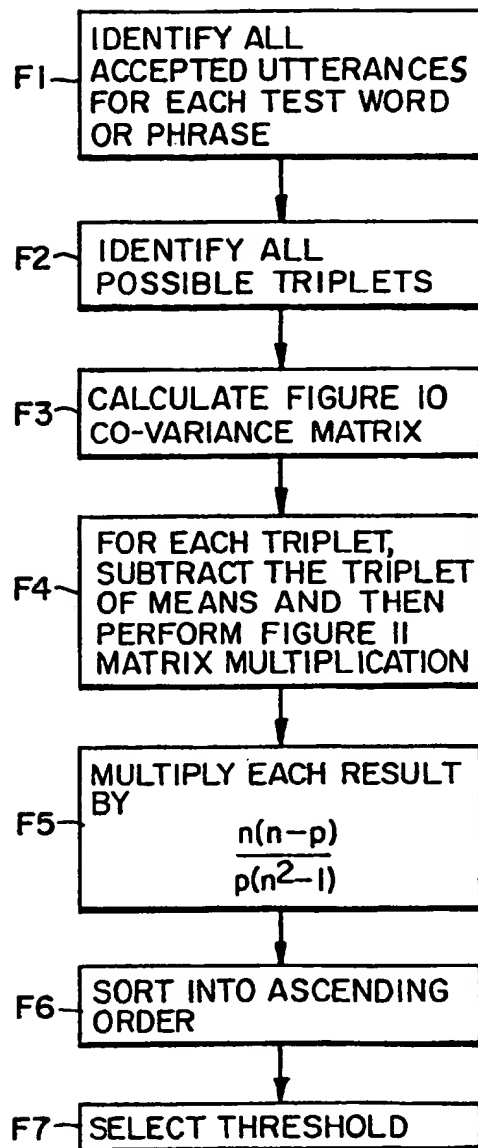 F1
IDENTIFY ALL
ACCEPTED UTTERANCES
FOR EACH TEST WORD
OR PHRASE
F2
IDENTIFY ALL
POSSIBLE TRIPLETS
F3
CALCULATE FIGURE 10
CO-VARIANCE MATRIX
F4
FOR EACH TRIPLET,
SUBTRACT THE TRIPLET
OF MEANS AND THEN
PERFORM FIGURE 11
MATRIX MULTIPLICATION
F5
MULTIPLY EACH RESULT
BY
n(n-p)
p(n²-1)
F6
SORT INTO ASCENDING
ORDER
F7
SELECT THRESHOLD